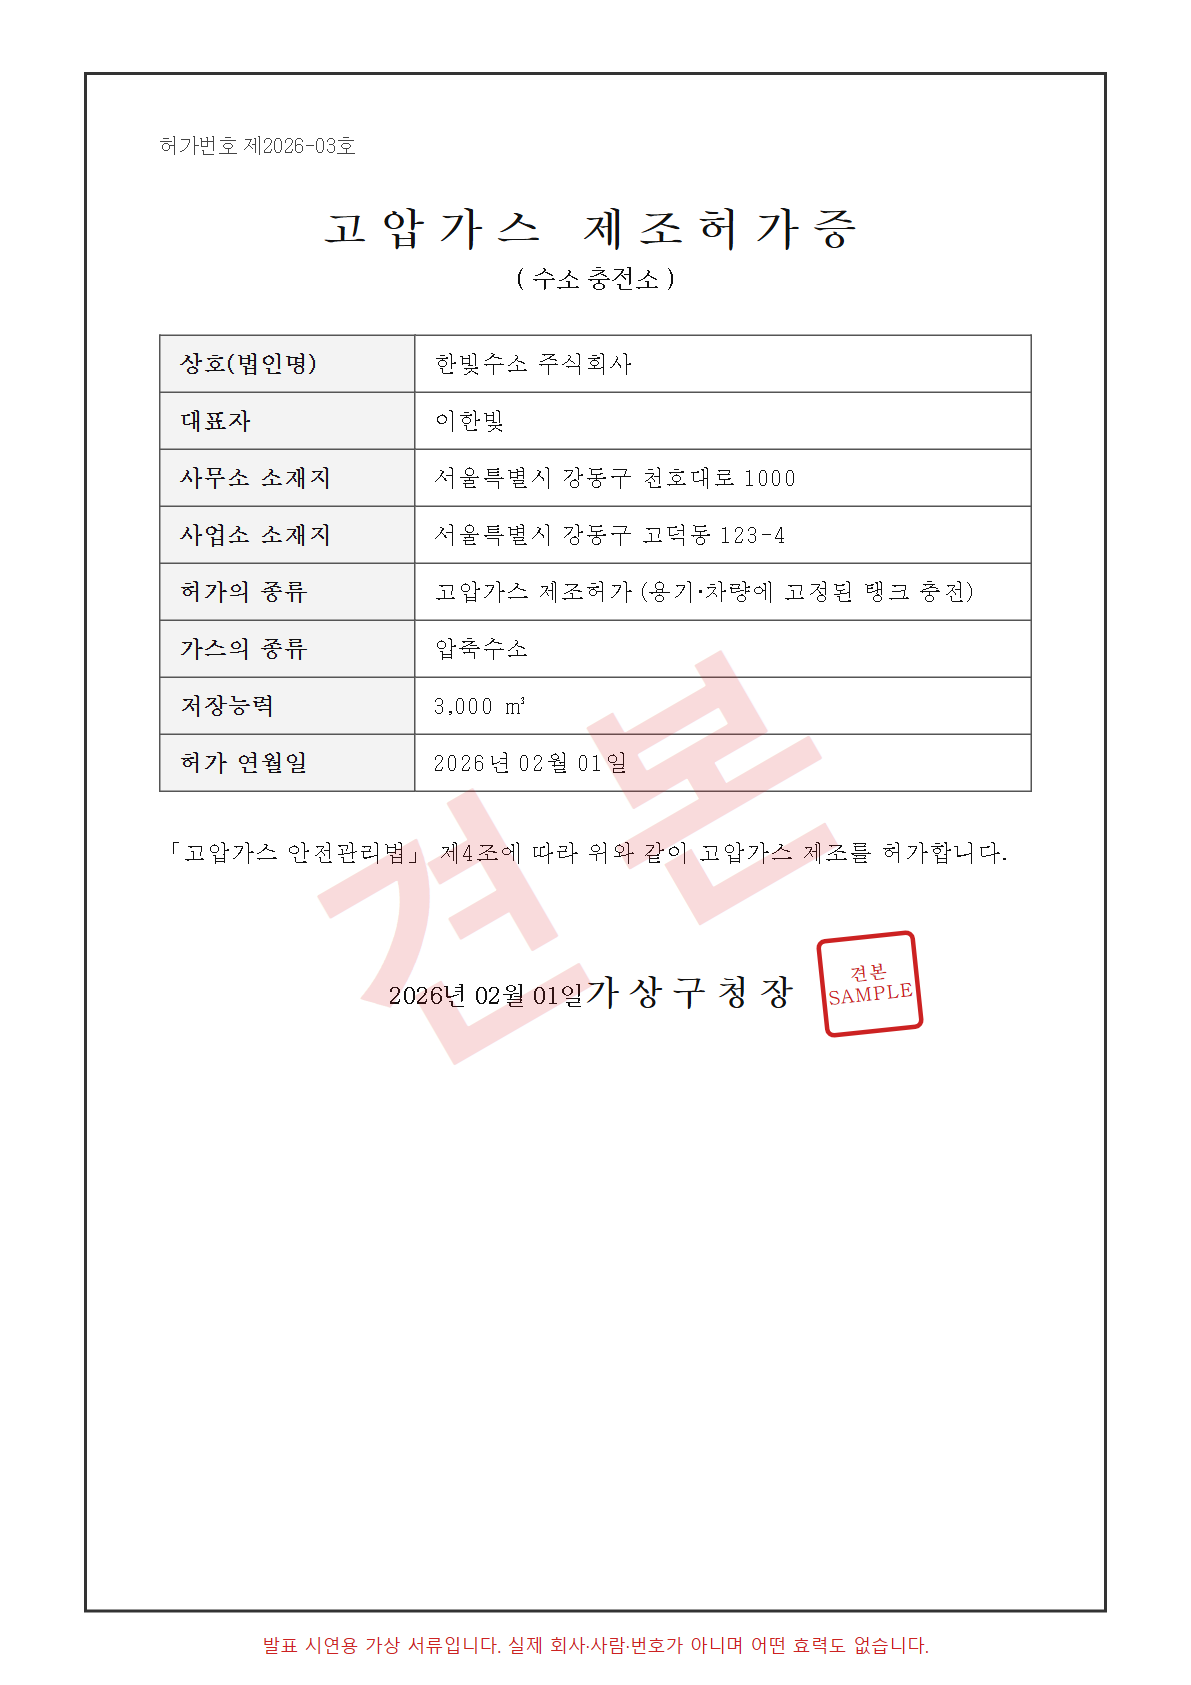 허가번호 제2026-03호
고압가스 제조허가증
( 수소 충전소 )
상호(법인명) 한빛수소 주식회사
대표자 이한빛
사무소 소재지 서울특별시 강동구 천호대로 1000
사업소 소재지 서울특별시 강동구 고덕동 123-4
허가의 종류 고압가스 제조허가 (용기·차량에 고정된 탱크 충전)
가스의 종류 압축수소
저장능력 3,000 ㎥
허가 연월일 2026년 02월 01일
「고압가스 안전관리법」 제4조에 따라 위와 같이 고압가스 제조를 허가합니다.
2026년 02월 01일가상구청장
견본
SAMPLE
견본
발표 시연용 가상 서류입니다. 실제 회사·사람·번호가 아니며 어떤 효력도 없습니다.